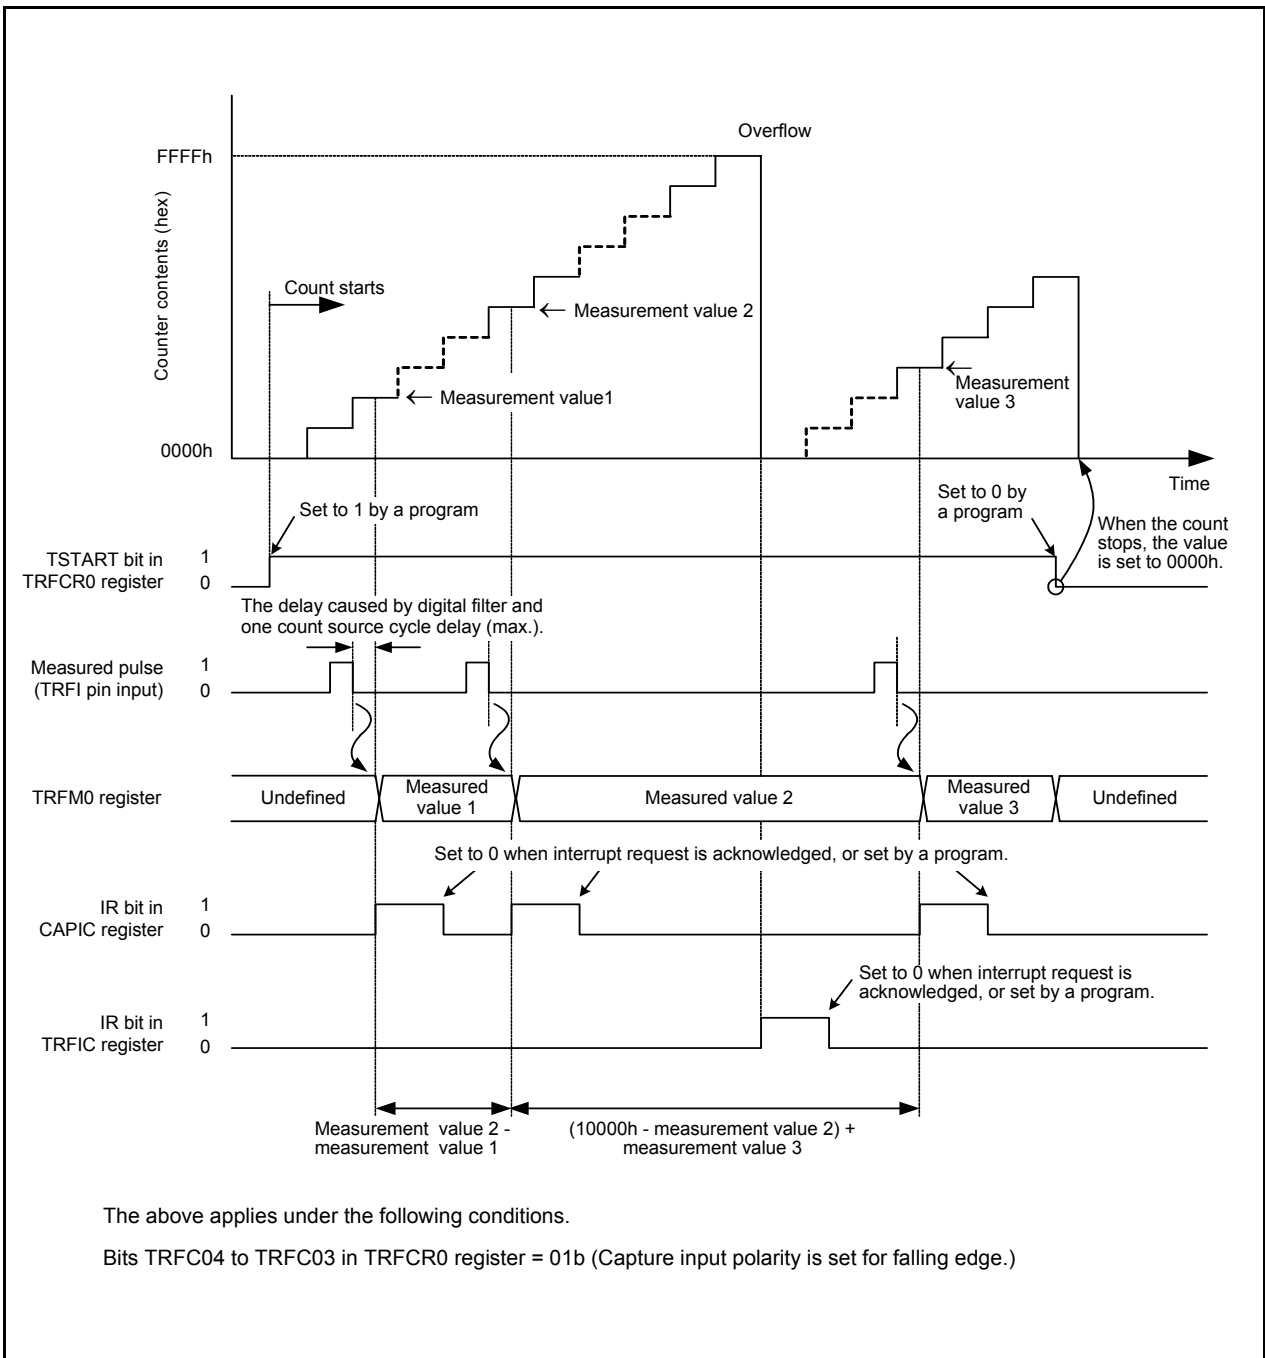 Overflow
FFFFh
Counter contents (hex)
Count starts
← Measurement value 2
← Measurement value1
← Measurement
value 3
0000h
Time
Set to 1 by a program
Set to 0 by
a program
When the count
stops, the value
is set to 0000h.
TSTART bit in
TRFCR0 register
1
0
The delay caused by digital filter and
one count source cycle delay (max.).
Measured pulse
(TRFI pin input)
1
0
TRFM0 register
Undefined
Measured
value 1
Measured value 2
Measured
value 3
Undefined
Set to 0 when interrupt request is acknowledged, or set by a program.
IR bit in
CAPIC register
1
0
Set to 0 when interrupt request is
acknowledged, or set by a program.
IR bit in
TRFIC register
1
0
Measurement value 2 -
measurement value 1
(10000h - measurement value 2) +
measurement value 3
The above applies under the following conditions.
Bits TRFC04 to TRFC03 in TRFCR0 register = 01b (Capture input polarity is set for falling edge.)